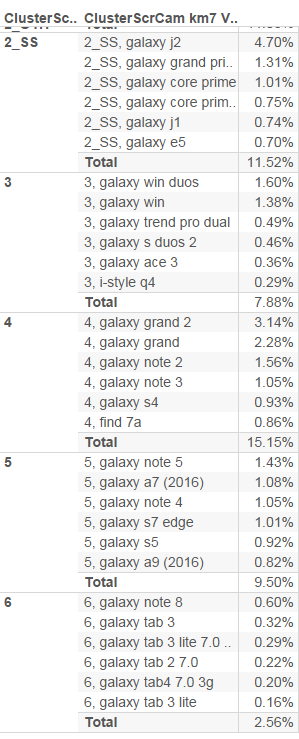 ClusterSc.. ClusterScrCam km7 V..
2_SS 2_SS, galaxy j2 4.70%
2_SS, galaxy grand pri.. 1.31%
2_SS, galaxy core prime 1.01%
2_SS, galaxy core prim.. 0.75%
2_SS, galaxy j1 0.74%
2_SS, galaxy e5 0.70%
Total 11.52%
3 3, galaxy win duos 1.60%
3, galaxy win 1.38%
3, galaxy trend pro dual 0.49%
3, galaxy s duos 2 0.46%
3, galaxy ace 3 0.36%
3, i-style q4 0.29%
Total 7.88%
4 4, galaxy grand 2 3.14%
4, galaxy grand 2.28%
4, galaxy note 2 1.56%
4, galaxy note 3 1.05%
4, galaxy s4 0.93%
4, find 7a 0.86%
Total 15.15%
5 5, galaxy note 5 1.43%
5, galaxy a7 (2016) 1.08%
5, galaxy note 4 1.05%
5, galaxy s7 edge 1.01%
5, galaxy s5 0.92%
5, galaxy a9 (2016) 0.82%
Total 9.50%
6 6, galaxy note 8 0.60%
6, galaxy tab 3 0.32%
6, galaxy tab 3 lite 7.0 .. 0.29%
6, galaxy tab 2 7.0 0.22%
6, galaxy tab4 7.0 3g 0.20%
6, galaxy tab 3 lite 0.16%
Total 2.56%